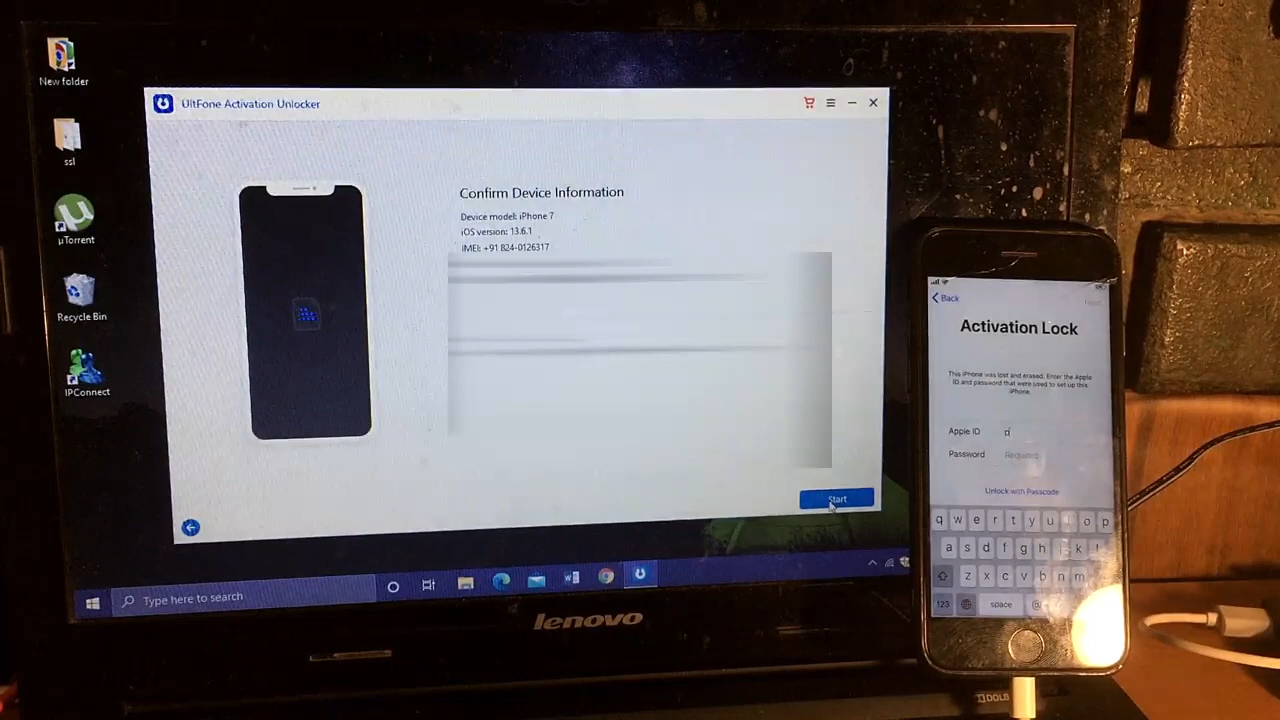 New folder
ssl
µTorrent
Recycle Bin
IPConnect
UltFone Activation Unlocker
Confirm Device Information
Device model: iPhone 7
iOS version: 13.6.1
IMEI: +91 824-0126317
Start
Type here to search
lenovo
Back
Activation Lock
This iPhone was lost and erased. Enter the Apple
ID and password that were used to set up this
iPhone.
Apple ID
Password Required
Unlock with Passcode
q w e r t y u i o p
a s d f g h j k l
z x c v b n m
123 space @